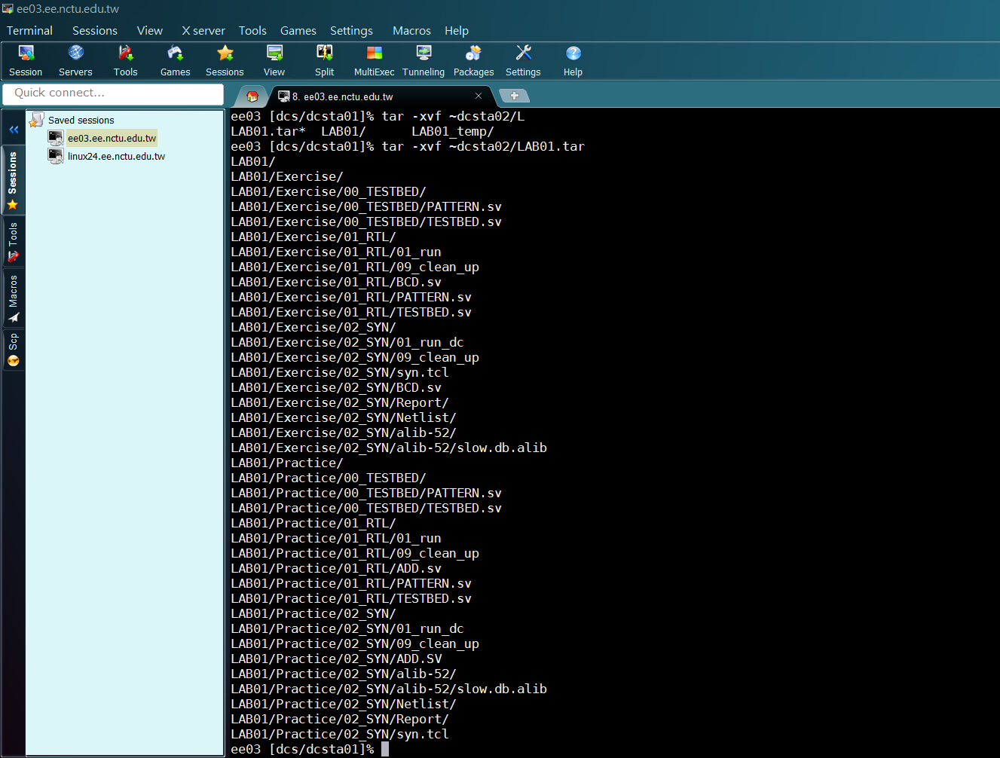 ee03.ee.nctu.edu.tw
Terminal Sessions View X server Tools Games Settings Macros Help
Session Servers Tools Games Sessions View Split MultiExec Tunneling Packages Settings Help
Quick connect...
8. ee03.ee.nctu.edu.tw
Saved sessions
ee03.ee.nctu.edu.tw
linux24.ee.nctu.edu.tw
Sessions
Tools
Macros
Scp
ee03 [dcs/dcsta01]% tar -xvf ~dcsta02/L
LAB01.tar* LAB01/ LAB01_temp/
ee03 [dcs/dcsta01]% tar -xvf ~dcsta02/LAB01.tar
LAB01/
LAB01/Exercise/
LAB01/Exercise/00_TESTBED/
LAB01/Exercise/00_TESTBED/PATTERN.sv
LAB01/Exercise/00_TESTBED/TESTBED.sv
LAB01/Exercise/01_RTL/
LAB01/Exercise/01_RTL/01_run
LAB01/Exercise/01_RTL/09_clean_up
LAB01/Exercise/01_RTL/BCD.sv
LAB01/Exercise/01_RTL/PATTERN.sv
LAB01/Exercise/01_RTL/TESTBED.sv
LAB01/Exercise/02_SYN/
LAB01/Exercise/02_SYN/01_run_dc
LAB01/Exercise/02_SYN/09_clean_up
LAB01/Exercise/02_SYN/syn.tcl
LAB01/Exercise/02_SYN/BCD.sv
LAB01/Exercise/02_SYN/Report/
LAB01/Exercise/02_SYN/Netlist/
LAB01/Exercise/02_SYN/alib-52/
LAB01/Exercise/02_SYN/alib-52/slow.db.alib
LAB01/Practice/
LAB01/Practice/00_TESTBED/
LAB01/Practice/00_TESTBED/PATTERN.sv
LAB01/Practice/00_TESTBED/TESTBED.sv
LAB01/Practice/01_RTL/
LAB01/Practice/01_RTL/01_run
LAB01/Practice/01_RTL/09_clean_up
LAB01/Practice/01_RTL/ADD.sv
LAB01/Practice/01_RTL/PATTERN.sv
LAB01/Practice/01_RTL/TESTBED.sv
LAB01/Practice/02_SYN/
LAB01/Practice/02_SYN/01_run_dc
LAB01/Practice/02_SYN/09_clean_up
LAB01/Practice/02_SYN/ADD.SV
LAB01/Practice/02_SYN/alib-52/
LAB01/Practice/02_SYN/alib-52/slow.db.alib
LAB01/Practice/02_SYN/Netlist/
LAB01/Practice/02_SYN/Report/
LAB01/Practice/02_SYN/syn.tcl
ee03 [dcs/dcsta01]%